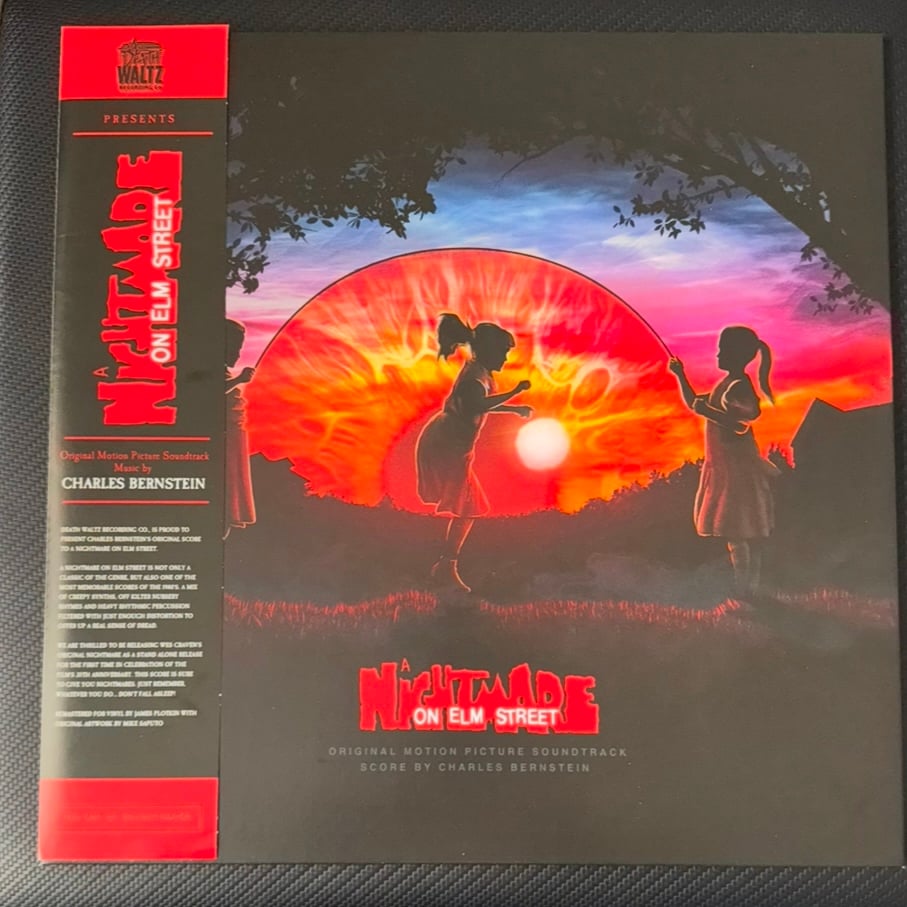 DEATH
WALTZ
RECORDING CO
PRESENTS
A
NIGHTMARE
ON ELM STREET
Original Motion Picture Soundtrack
Music by
CHARLES BERNSTEIN
DEATH WALTZ RECORDING CO., IS PROUD TO
PRESENT CHARLES BERNSTEIN'S ORIGINAL SCORE
TO A NIGHTMARE ON ELM STREET.
A NIGHTMARE ON ELM STREET IS NOT ONLY A
CLASSIC OF THE GENRE, BUT ALSO ONE OF THE
MOST MEMORABLE SCORES OF THE 1980'S. A MIX
OF CREEPY SYNTHS, OFF KILTER NURSERY
RHYMES AND HEAVY RHYTHMIC PERCUSSION
FILTERED WITH JUST ENOUGH DISTORTION TO
OFFER UP A REAL SENSE OF DREAD.
WE ARE THRILLED TO BE RELEASING WES CRAVEN'S
ORIGINAL NIGHTMARE AS A STAND ALONE RELEASE
FOR THE FIRST TIME IN CELEBRATION OF THE
FILM'S ANNIVERSARY. THIS SCORE IS SURE
TO GIVE YOU NIGHTMARES. JUST REMEMBER,
WHATEVER YOU DO... DON'T FALL ASLEEP!
REMASTERED FOR VINYL BY JAMES PLOTKIN WITH
ORIGINAL ARTWORK BY MIKE SAPUTO
A
NIGHTMARE
ON ELM STREET
ORIGINAL MOTION PICTURE SOUNDTRACK
SCORE BY CHARLES BERNSTEIN